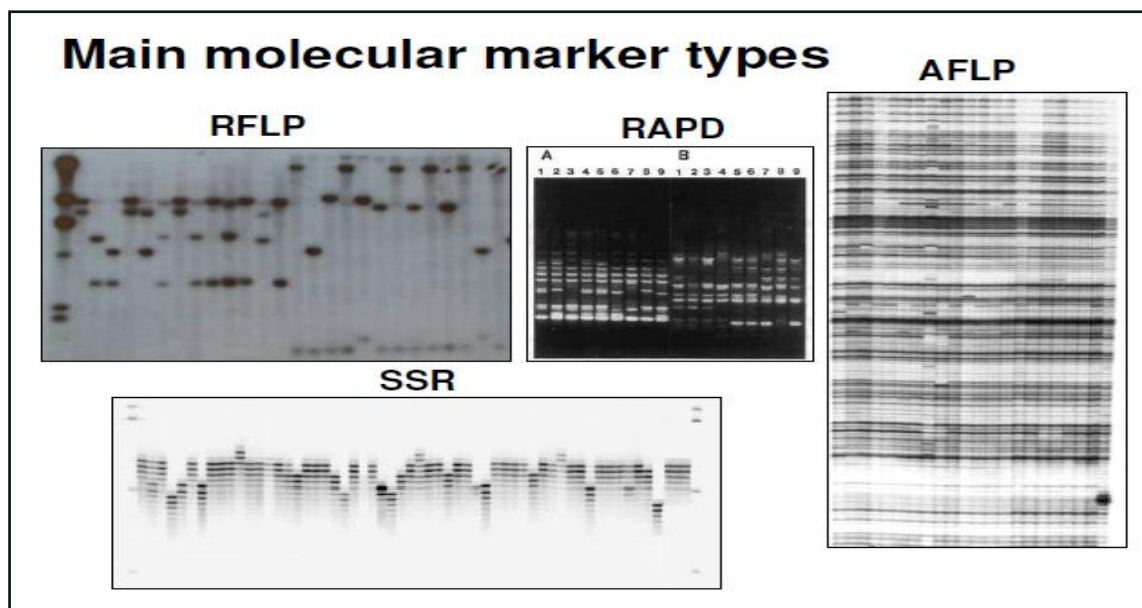 Main molecular marker types
AFLP
RFLP
RAPD
A B
1 2 3 4 5 6 7 8 9 1 2 3 4 5 6 7 8 9
SSR